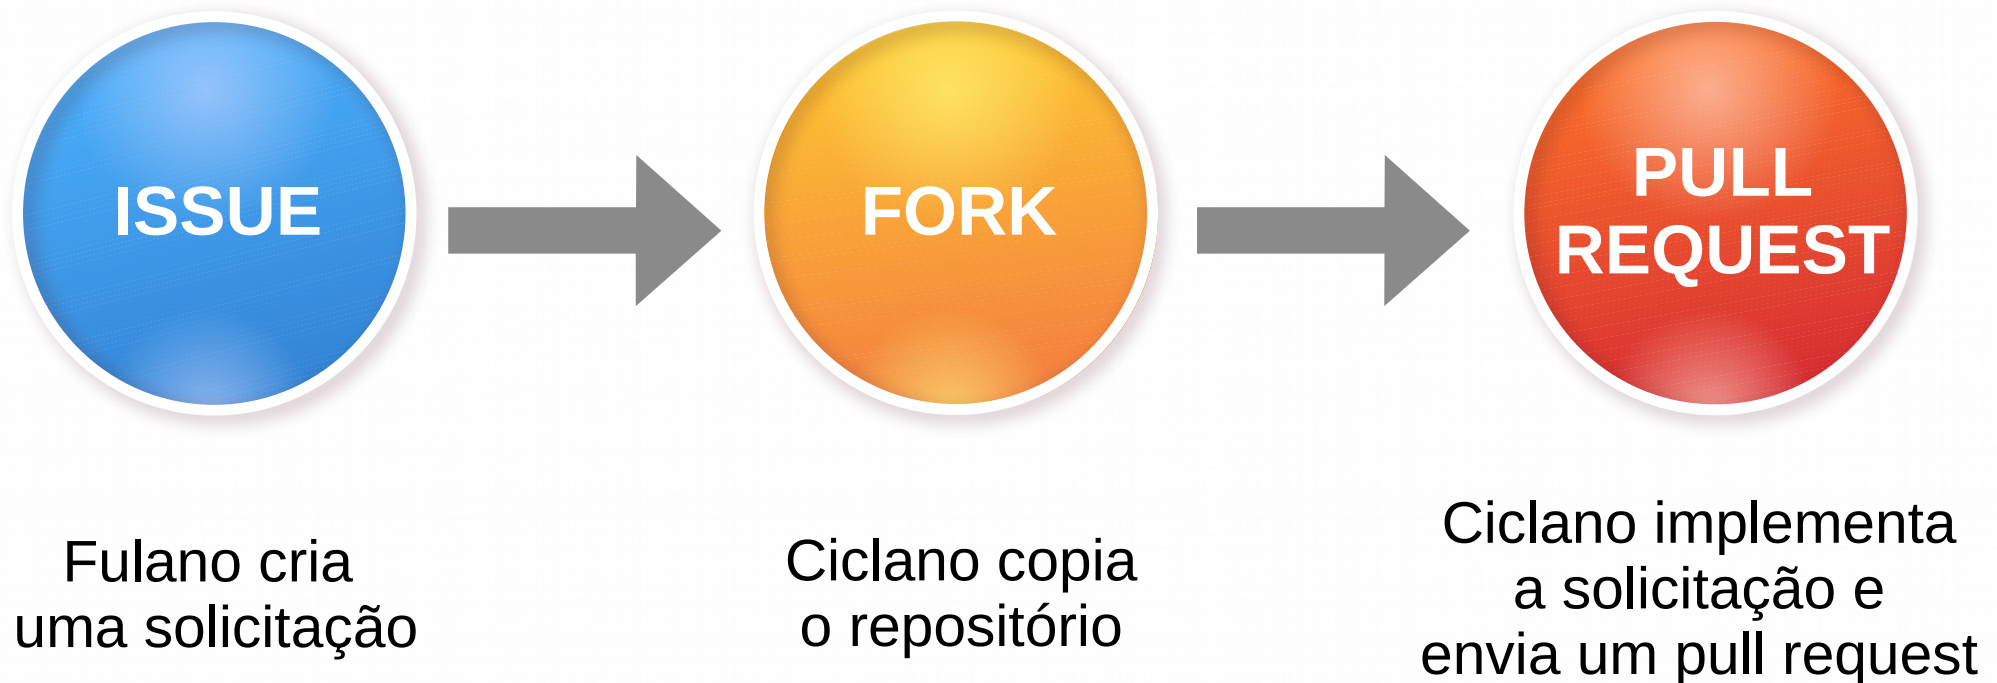 ISSUE
Fulano cria
uma solicitação
FORK
Ciclano copia
o repositório
PULL
REQUEST
Ciclano implementa
a solicitação e
envia um pull request